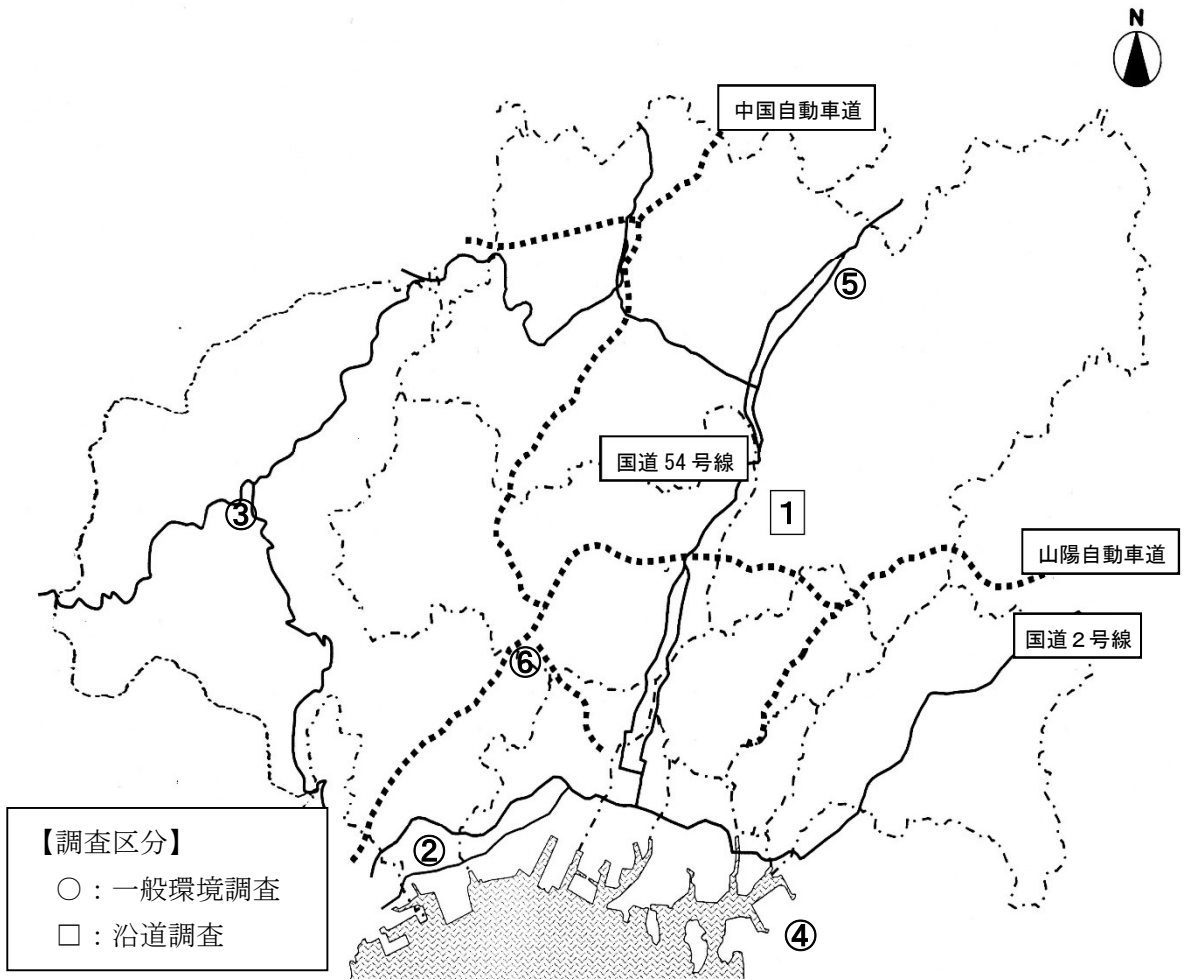 N
中国自動車道
⑤
国道 54 号線
1
③
山陽自動車道
国道２号線
⑥
②
④
【調査区分】
○：一般環境調査
□：沿道調査